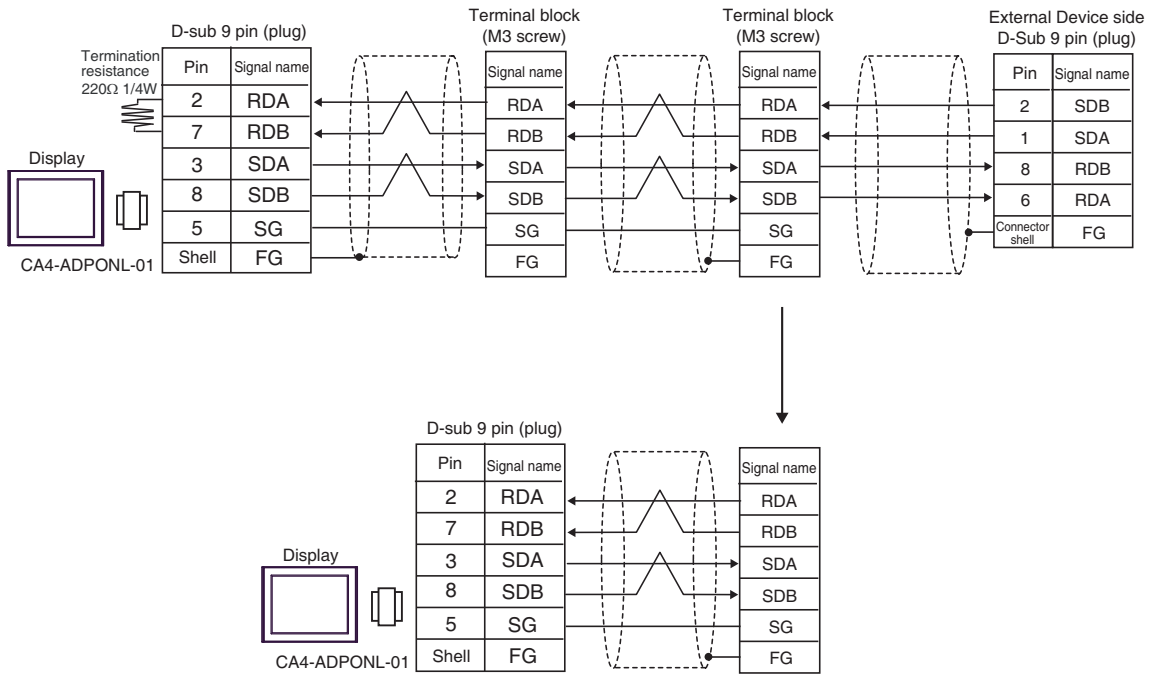 Terminal block
(M3 screw)
Terminal block
(M3 screw)
External Device side
D-Sub 9 pin (plug)
D-sub 9 pin (plug)
Termination
resistance
220Ω 1/4W
Pin Signal name
2 RDA
7 RDB
3 SDA
8 SDB
5 SG
Shell FG
Display
CA4-ADPONL-01
Signal name
RDA
RDB
SDA
SDB
SG
FG
Signal name
RDA
RDB
SDA
SDB
SG
FG
Pin Signal name
2 SDB
1 SDA
8 RDB
6 RDA
Connector
shell
FG
D-sub 9 pin (plug)
Pin Signal name
2 RDA
7 RDB
3 SDA
8 SDB
5 SG
Shell FG
Display
CA4-ADPONL-01
Signal name
RDA
RDB
SDA
SDB
SG
FG